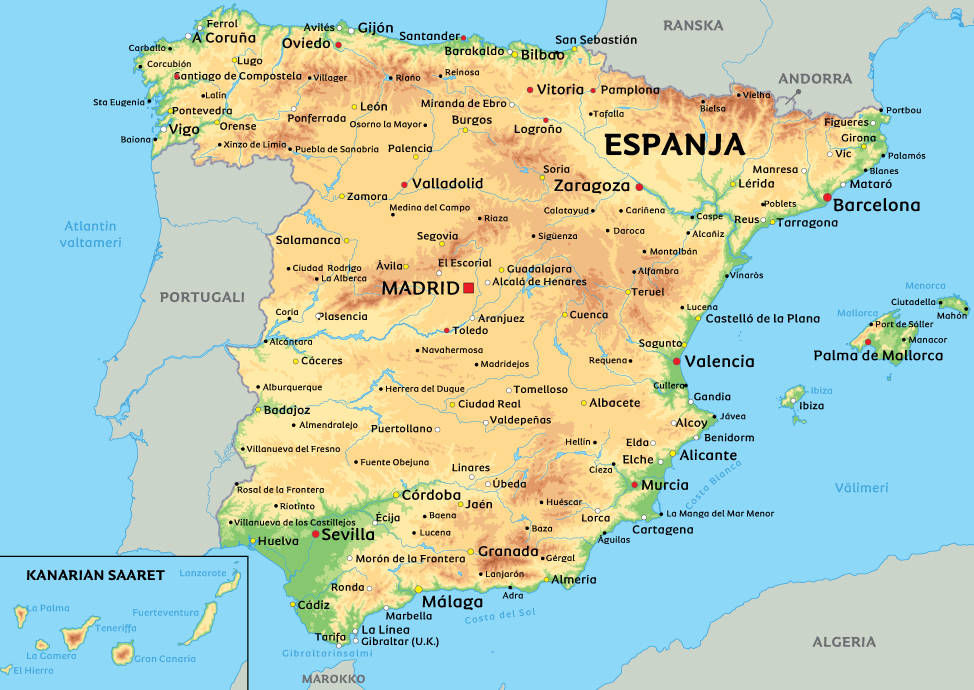 Ferrol
A Coruña
Avilés
Gijón
Oviedo
Santander
Barakaldo
Bilbao
San Sebastián
RANSKA
ANDORRA
Carballo
Corcubión
Lugo
Santiago de Compostela
Villager
Riano
Reinosa
Vitoria
Pamplona
Vielha
Bielsa
Portbou
Sta Eugenia
Lalin
Pontevedra
León
Miranda de Ebro
Tafalla
Figueres
Ponferrada
Osorno la Mayor
Burgos
Logroño
ESPANJA
Girona
Vigo
Orense
Baiona
Xinzo de Limia
Puebla de Sanabria
Palencia
Vic
Palamós
Soria
Manresa
Blanes
Valladolid
Zaragoza
Lérida
Mataró
Zamora
Poblets
Barcelona
Medina del Campo
Riaza
Calatayud
Cariñena
Caspe
Reus
Tarragona
Atlantin
valtameri
Salamanca
Segovia
Sigüenza
Daroca
Alcañiz
Montalbán
Ciudad Rodrigo
La Alberca
Ávila
El Escorial
Guadalajara
Alfambra
Vinaròs
MADRID
Alcalá de Henares
Teruel
Menorca
PORTUGALI
Ciutadella
Mahón
Coria
Plasencia
Aranjuez
Cuenca
Lucena
Castelló de la Plana
Mallorca
Port de Sóller
Toledo
Alcántara
Sagunto
Manacor
Navahermosa
Cáceres
Madridejos
Requena
Valencia
Palma de Mallorca
Alburquerque
Herrera del Duque
Tomelloso
Cullera
Gandia
Ibiza
Ibiza
Badajoz
Ciudad Real
Albacete
Almendralejo
Puertollano
Valdepeñas
Alcoy
Jávea
Benidorm
Hellín
Elda
Villanueva del Fresno
Fuente Obejuna
Linares
Cieza
Elche
Alicante
Costa Blanca
Rosal de la Frontera
Úbeda
Murcia
Välimeri
Córdoba
Riotinto
Jaén
Huéscar
Lorca
La Manga del Mar Menor
Villanueva de los Castillejos
Écija
Baena
Baza
Cartagena
Sevilla
Lucena
Águilas
Huelva
Granada
Gérgal
Morón de la Frontera
Lanjarón
Almería
Ronda
Adra
Cádiz
Málaga
Marbella
Costa del Sol
La Línea
Tarifa
Gibraltar (U.K.)
Gibraltarinsalmi
MAROKKO
ALGERIA
KANARIAN SAARET
Lanzarote
La Palma
Fuerteventura
Teneriffa
La Gomera
Gran Canaria
El Hierro